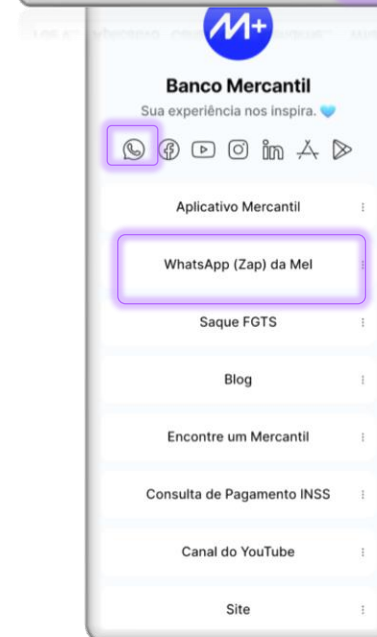 M+
Banco Mercantil
Sua experiência nos inspira. 🩵
Aplicativo Mercantil
WhatsApp (Zap) da Mel
Saque FGTS
Blog
Encontre um Mercantil
Consulta de Pagamento INSS
Canal do YouTube
Site